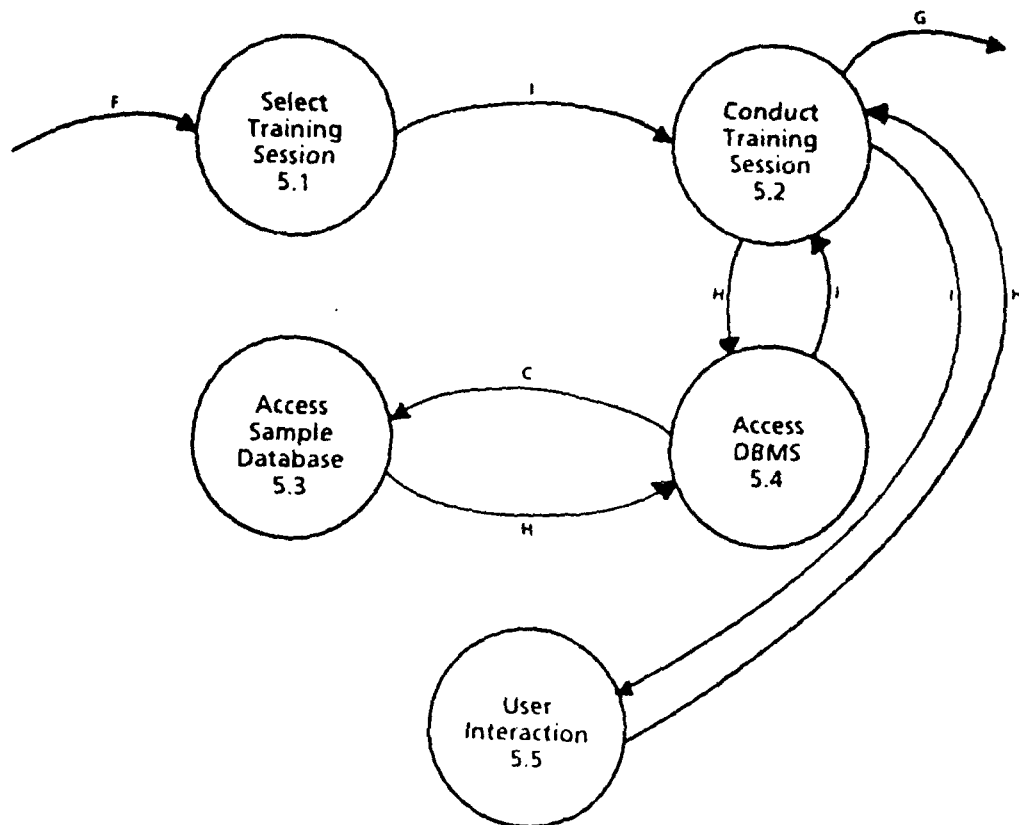 G
F
Select
Training
Session
5.1
I
Conduct
Training
Session
5.2
H
I
I
H
C
Access
Sample
Database
5.3
Access
DBMS
5.4
H
User
Interaction
5.5